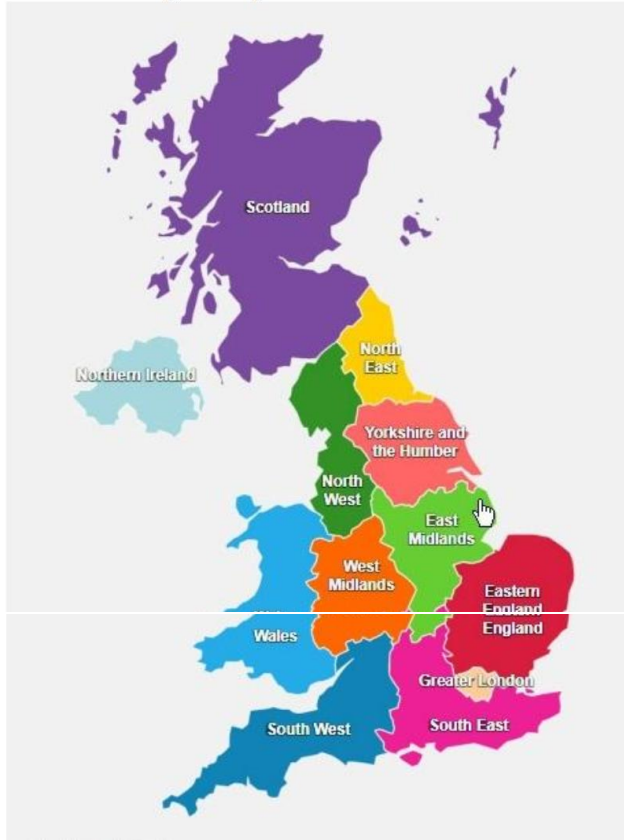 Scotland
North
East
Northern Ireland
Yorkshire and
the Humber
North
West
East
Midlands
West
Midlands
Eastern
England
England
Wales
Greater London
South East
South West